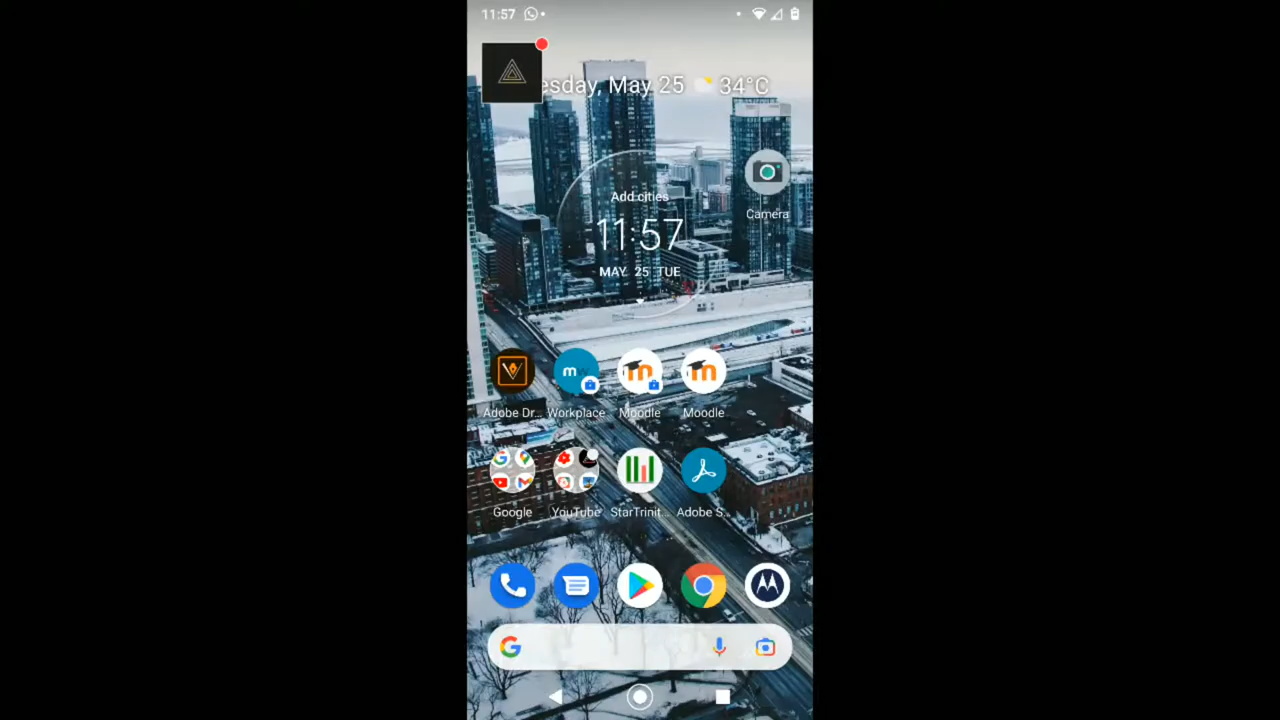 11:57
esday, May 25 34°C
Add cities
11:57
MAY 25 TUE
Camera
Adobe Dr... Workplace Moodle Moodle
Google YouTube StarTrinit... Adobe S...